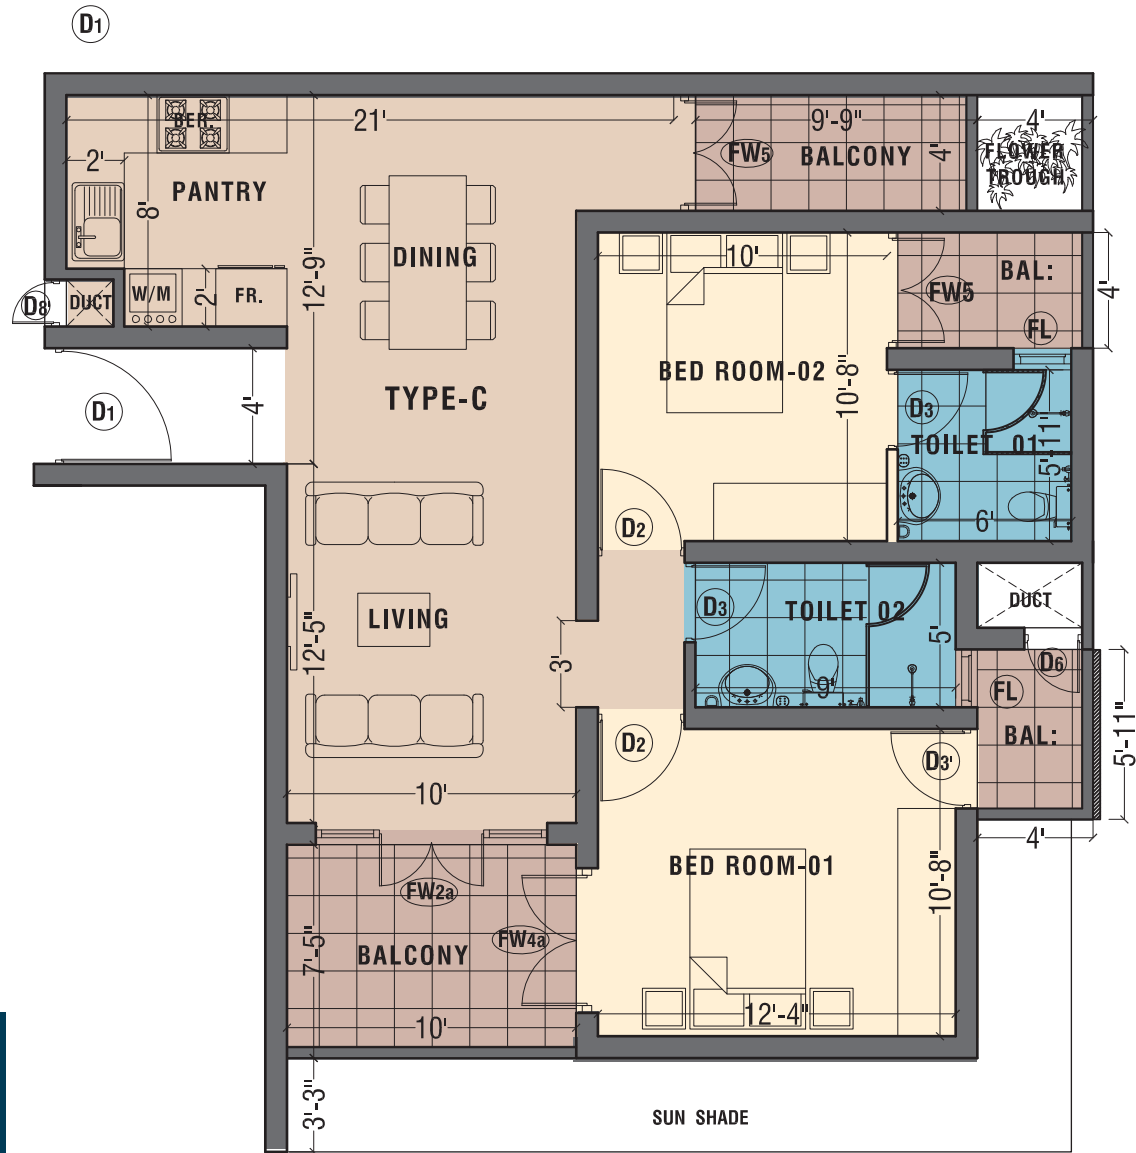 D1
21'
9'-9"
4'
BER.
FW5
BALCONY
4'
FLOWER
TROUGH
2'
PANTRY
8'
DINING
12'-9"
10'
BAL:
4'
FW5
D8'
DUCT
W/M
2'
FR.
FL
BED ROOM-02
TYPE-C
10'-8"
D1
4'
D3
TOILET 01
5'-11"
6'
D2
LIVING
12'-5"
D3
TOILET 02
5'
DUCT
3'
D6
9'
FL
BAL:
5'-11"
D2
D3'
10'
4'
BED ROOM-01
10'-8"
FW2a
FW4a
BALCONY
7'-5"
12'-4"
10'
3'-3"
SUN SHADE